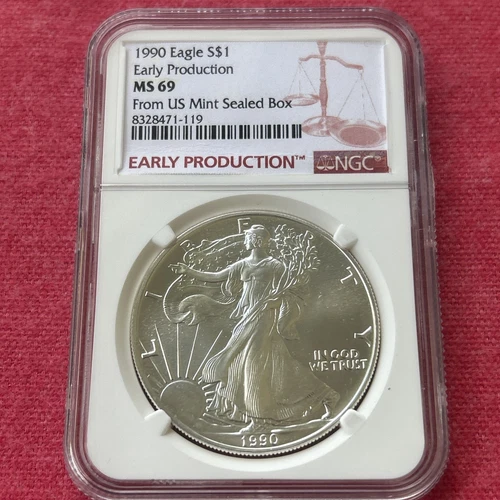 1990 Eagle S$1
Early Production
MS 69
From US Mint Sealed Box
8328471-119
EARLY PRODUCTION™ NGC®
LIBERTY
IN GOD
WE TRUST
1990